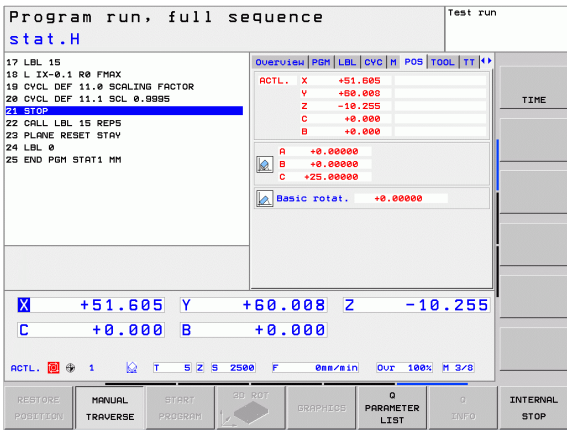 Program run, full sequence
Test run
stat.H
17 LBL 15
18 L IX-0.1 R0 FMAX
19 CYCL DEF 11.0 SCALING FACTOR
20 CYCL DEF 11.1 SCL 0.9995
21 STOP
22 CALL LBL 15 REP5
23 PLANE RESET STAY
24 LBL 0
25 END PGM STAT1 MM
Overview PGM LBL CYC M POS TOOL TT
ACTL. X +51.605
Y +60.008
Z -10.255
C +0.000
B +0.000
A +0.00000
B +0.00000
C +25.00000
Basic rotat. +0.00000
TIME
X +51.605 Y +60.008 Z -10.255
C +0.000 B +0.000
ACTL. 1 T 5 Z S 2500 F 0mm/min Ovr 100% M 3/8
RESTORE POSITION
MANUAL TRAVERSE
START PROGRAM
3D ROT
GRAPHICS
Q PARAMETER LIST
Q INFO
INTERNAL STOP